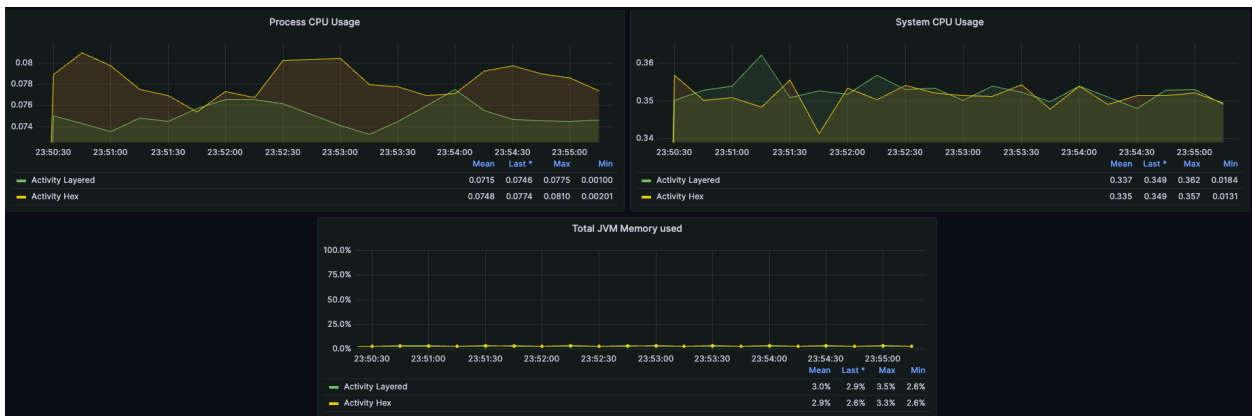 Process CPU Usage
0.08
0.078
0.076
0.074
23:50:30 23:51:00 23:51:30 23:52:00 23:52:30 23:53:00 23:53:30 23:54:00 23:54:30 23:55:00
Mean Last * Max Min
Activity Layered 0.0715 0.0746 0.0775 0.00100
Activity Hex 0.0748 0.0774 0.0810 0.00201
System CPU Usage
0.36
0.35
0.34
23:50:30 23:51:00 23:51:30 23:52:00 23:52:30 23:53:00 23:53:30 23:54:00 23:54:30 23:55:00
Mean Last * Max Min
Activity Layered 0.337 0.349 0.362 0.0184
Activity Hex 0.335 0.349 0.357 0.0131
Total JVM Memory used
100.0%
75.0%
50.0%
25.0%
0.0%
23:50:30 23:51:00 23:51:30 23:52:00 23:52:30 23:53:00 23:53:30 23:54:00 23:54:30 23:55:00
Mean Last * Max Min
Activity Layered 3.0% 2.9% 3.5% 2.6%
Activity Hex 2.9% 2.6% 3.3% 2.6%